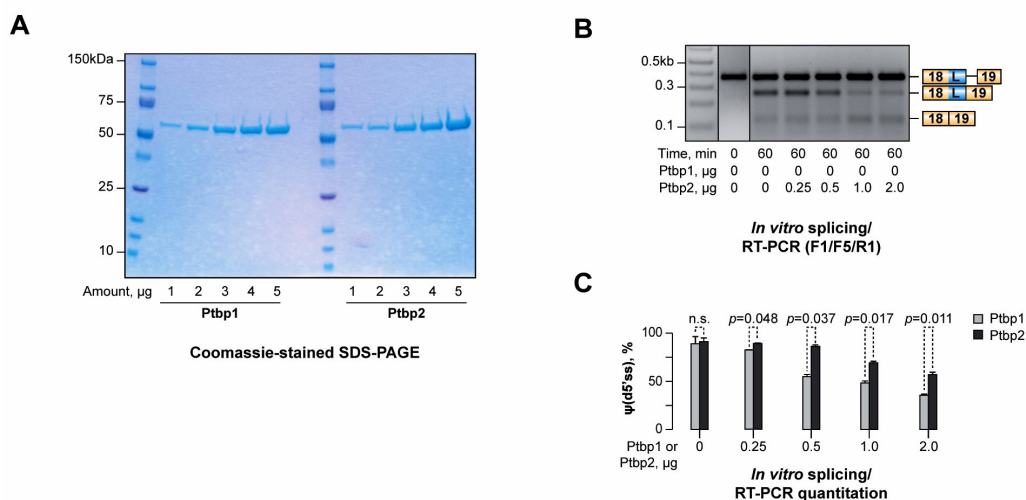 A
150kDa
75
50
25
10
Amount, μg 1 2 3 4 5 1 2 3 4 5
Ptbp1 Ptbp2
Coomassie-stained SDS-PAGE
B
0.5kb
0.3
0.1
18 L 19
18 L 19
18 19
Time, min 0 60 60 60 60 60
Ptbp1, μg 0 0 0 0 0 0
Ptbp2, μg 0 0 0.25 0.5 1.0 2.0
In vitro splicing/
RT-PCR (F1/F5/R1)
C
n.s. p=0.048 p=0.037 p=0.017 p=0.011
Ptbp1
Ptbp2
100
50
0
ψ(d5'ss), %
Ptbp1 or
Ptbp2, μg 0 0.25 0.5 1.0 2.0
In vitro splicing/
RT-PCR quantitation